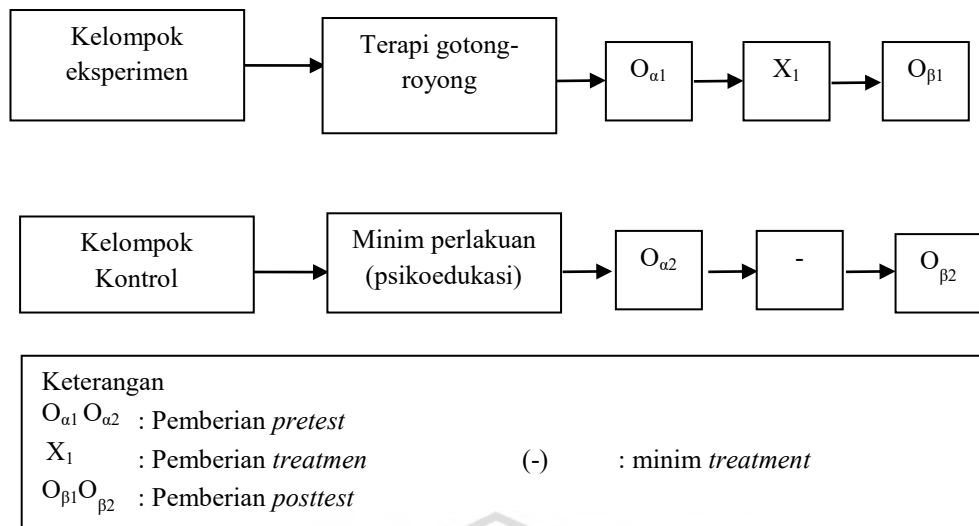 Kelompok
eksperimen
Terapi gotong-
royong
Oα1
X1
Oβ1
Kelompok
Kontrol
Minim perlakuan
(psikoedukasi)
Oα2
-
Oβ2
Keterangan
Oα1 Oα2 : Pemberian pretest
X1 : Pemberian treatmen (-) : minim treatment
Oβ1Oβ2 : Pemberian posttest